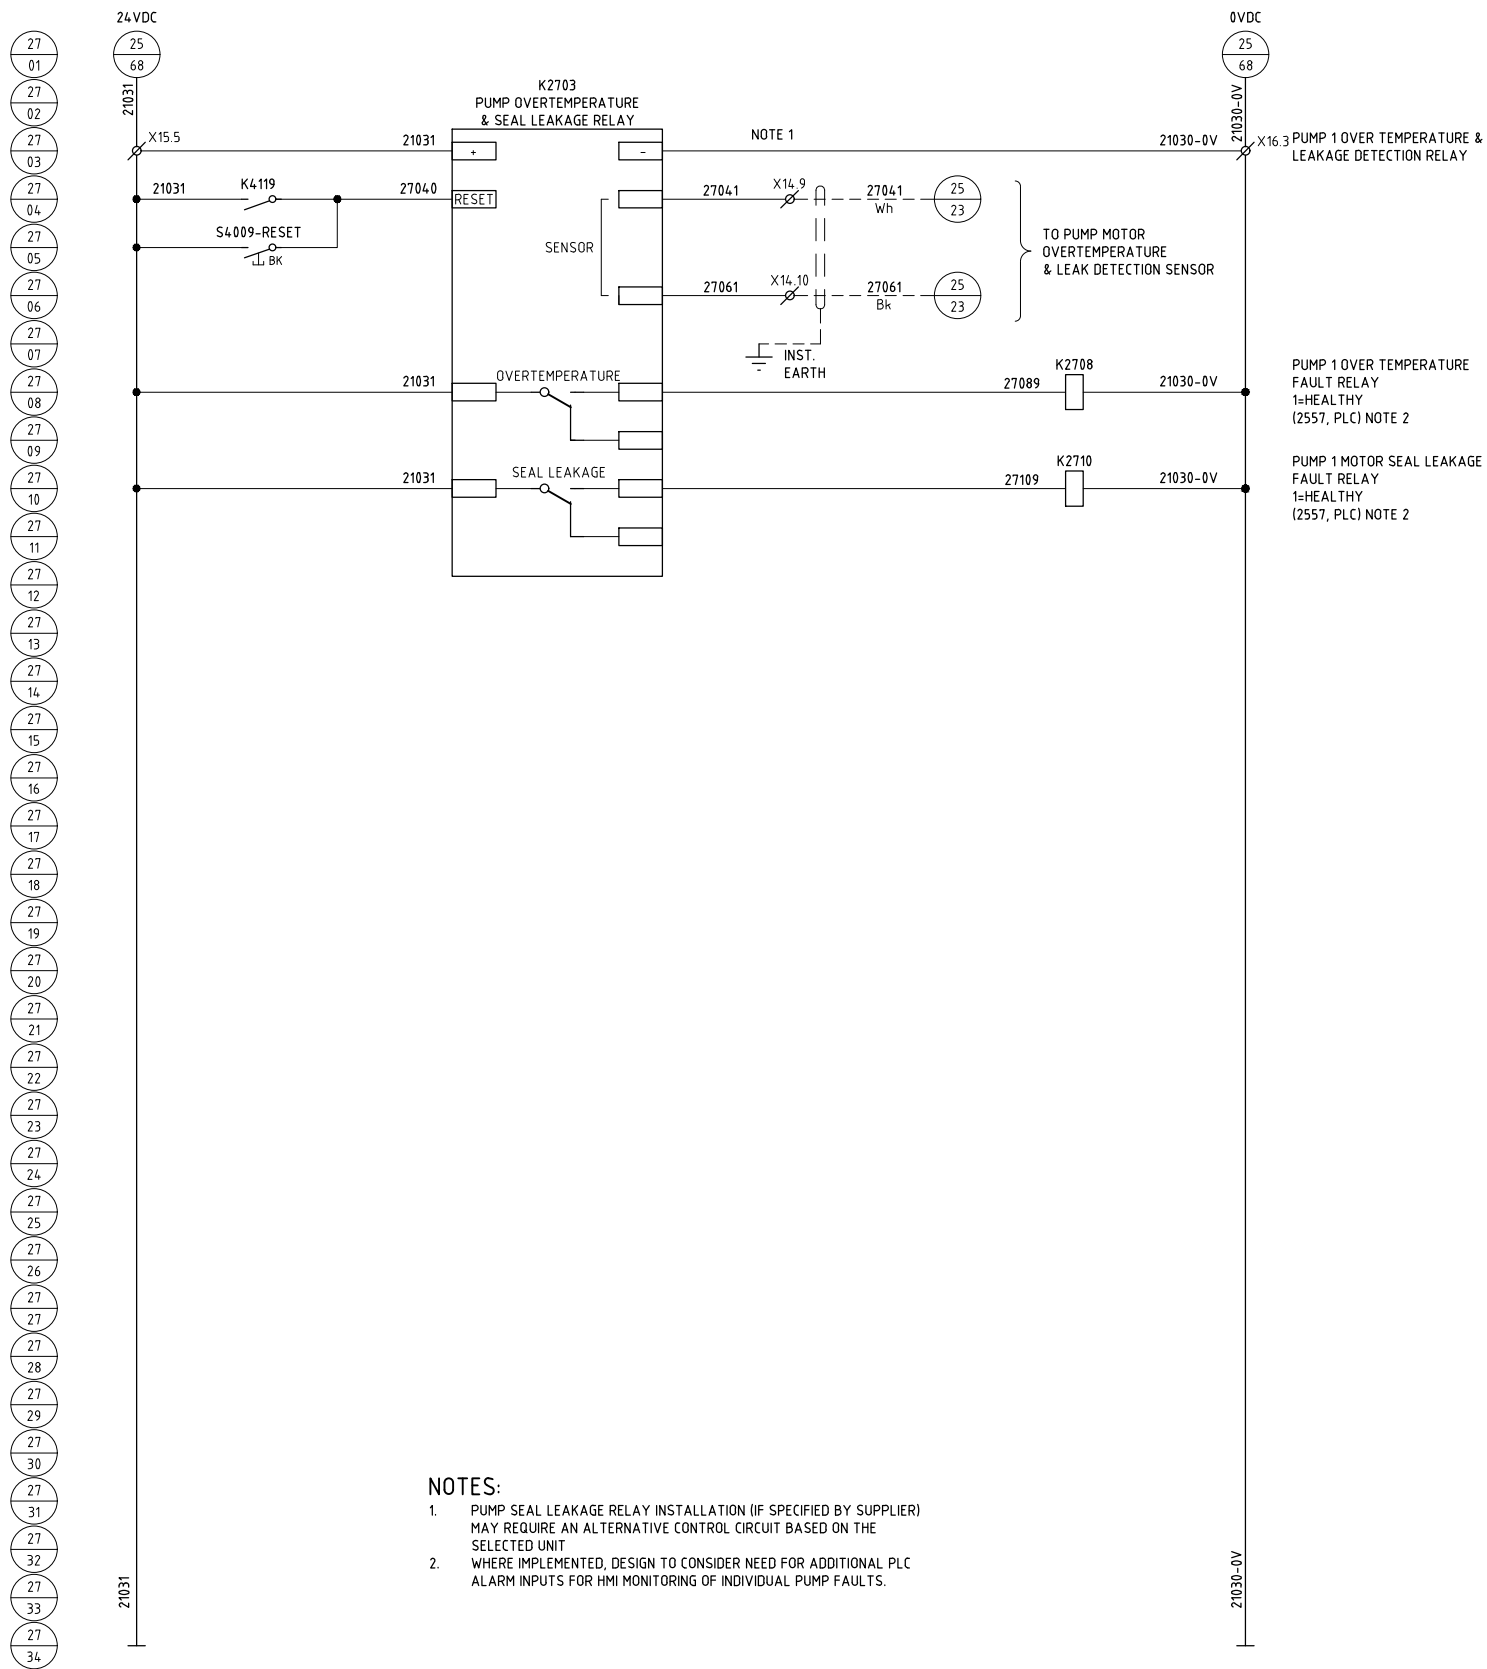 24VDC
0VDC
27
01
25
68
25
68
27
02
21031
21030-0V
K2703
PUMP OVERTEMPERATURE
& SEAL LEAKAGE RELAY
27
03
X15.5
21031
+
-
NOTE 1
21030-0V
X16.3
PUMP 1 OVER TEMPERATURE &
LEAKAGE DETECTION RELAY
27
04
21031
K4119
27040
RESET
27041
X14.9
27041
Wh
25
23
27
05
S4009-RESET
BK
SENSOR
TO PUMP MOTOR
OVERTEMPERATURE
& LEAK DETECTION SENSOR
27
06
27061
X14.10
27061
Bk
25
23
27
07
INST.
EARTH
27
08
21031
OVERTEMPERATURE
27089
K2708
21030-0V
PUMP 1 OVER TEMPERATURE
FAULT RELAY
1=HEALTHY
(2557, PLC) NOTE 2
27
09
27
10
21031
SEAL LEAKAGE
27109
K2710
21030-0V
PUMP 1 MOTOR SEAL LEAKAGE
FAULT RELAY
1=HEALTHY
(2557, PLC) NOTE 2
27
11
27
12
27
13
27
14
27
15
27
16
27
17
27
18
27
19
27
20
27
21
27
22
27
23
27
24
27
25
27
26
27
27
27
28
27
29
27
30
27
31
27
32
27
33
27
34
NOTES:
1. PUMP SEAL LEAKAGE RELAY INSTALLATION (IF SPECIFIED BY SUPPLIER)
MAY REQUIRE AN ALTERNATIVE CONTROL CIRCUIT BASED ON THE
SELECTED UNIT
2. WHERE IMPLEMENTED, DESIGN TO CONSIDER NEED FOR ADDITIONAL PLC
ALARM INPUTS FOR HMI MONITORING OF INDIVIDUAL PUMP FAULTS.
21031
21030-0V